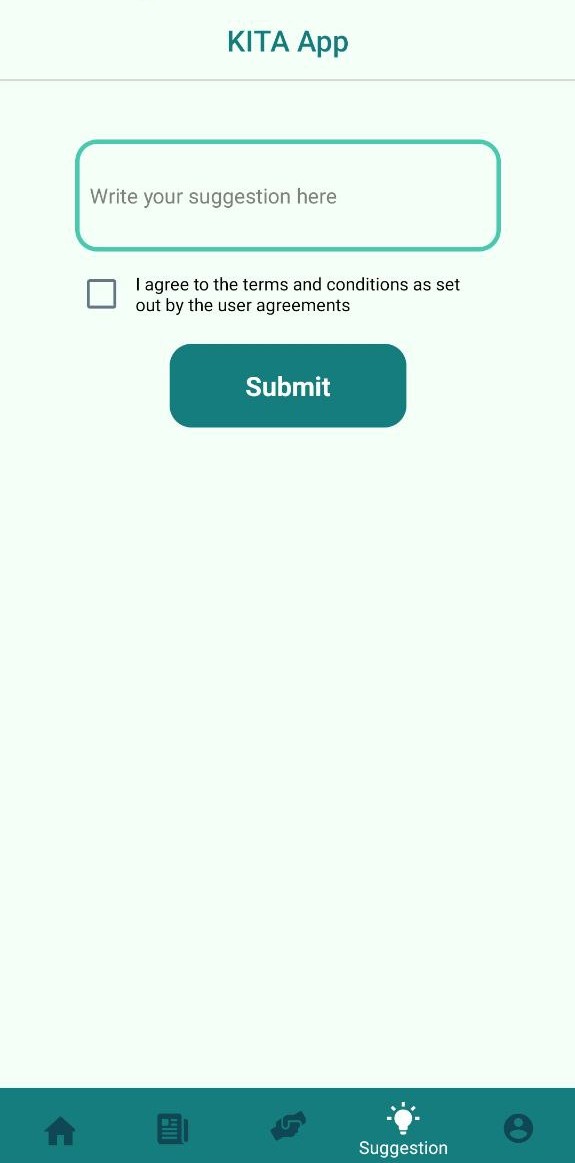 KITA App
Write your suggestion here
I agree to the terms and conditions as set
out by the user agreements
Submit
Suggestion